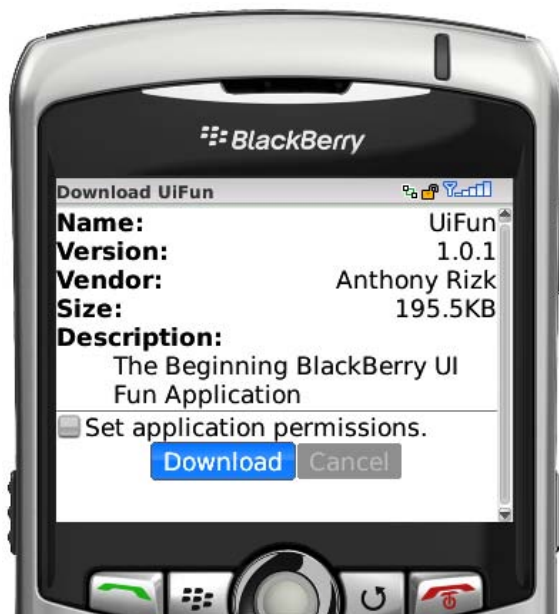 BlackBerry
Download UiFun
Name: UiFun
Version: 1.0.1
Vendor: Anthony Rizk
Size: 195.5KB
Description:
The Beginning BlackBerry UI
Fun Application
Set application permissions.
Download Cancel